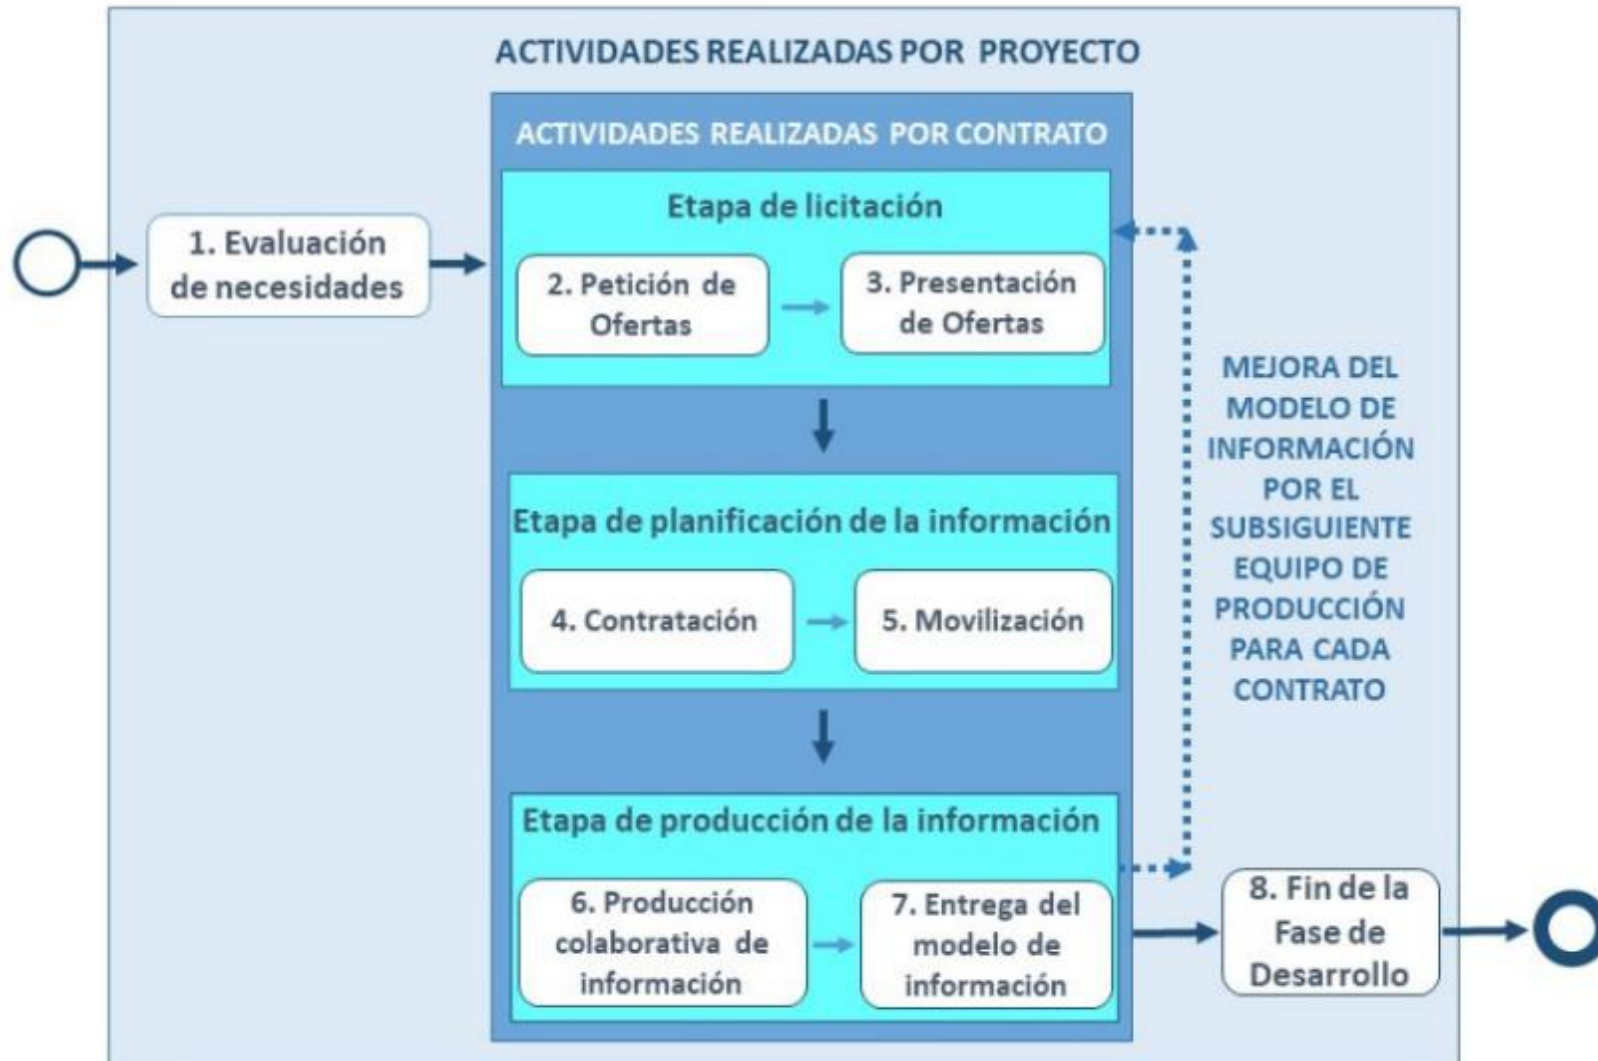 ACTIVIDADES REALIZADAS POR PROYECTO
ACTIVIDADES REALIZADAS POR CONTRATO
1. Evaluación
de necesidades
Etapa de licitación
2. Petición de
Ofertas
3. Presentación
de Ofertas
Etapa de planificación de la información
4. Contratación
5. Movilización
Etapa de producción de la información
6. Producción
colaborativa de
información
7. Entrega del
modelo de
información
MEJORA DEL
MODELO DE
INFORMACIÓN
POR EL
SUBSIGUIENTE
EQUIPO DE
PRODUCCIÓN
PARA CADA
CONTRATO
8. Fin de la
Fase de
Desarrollo